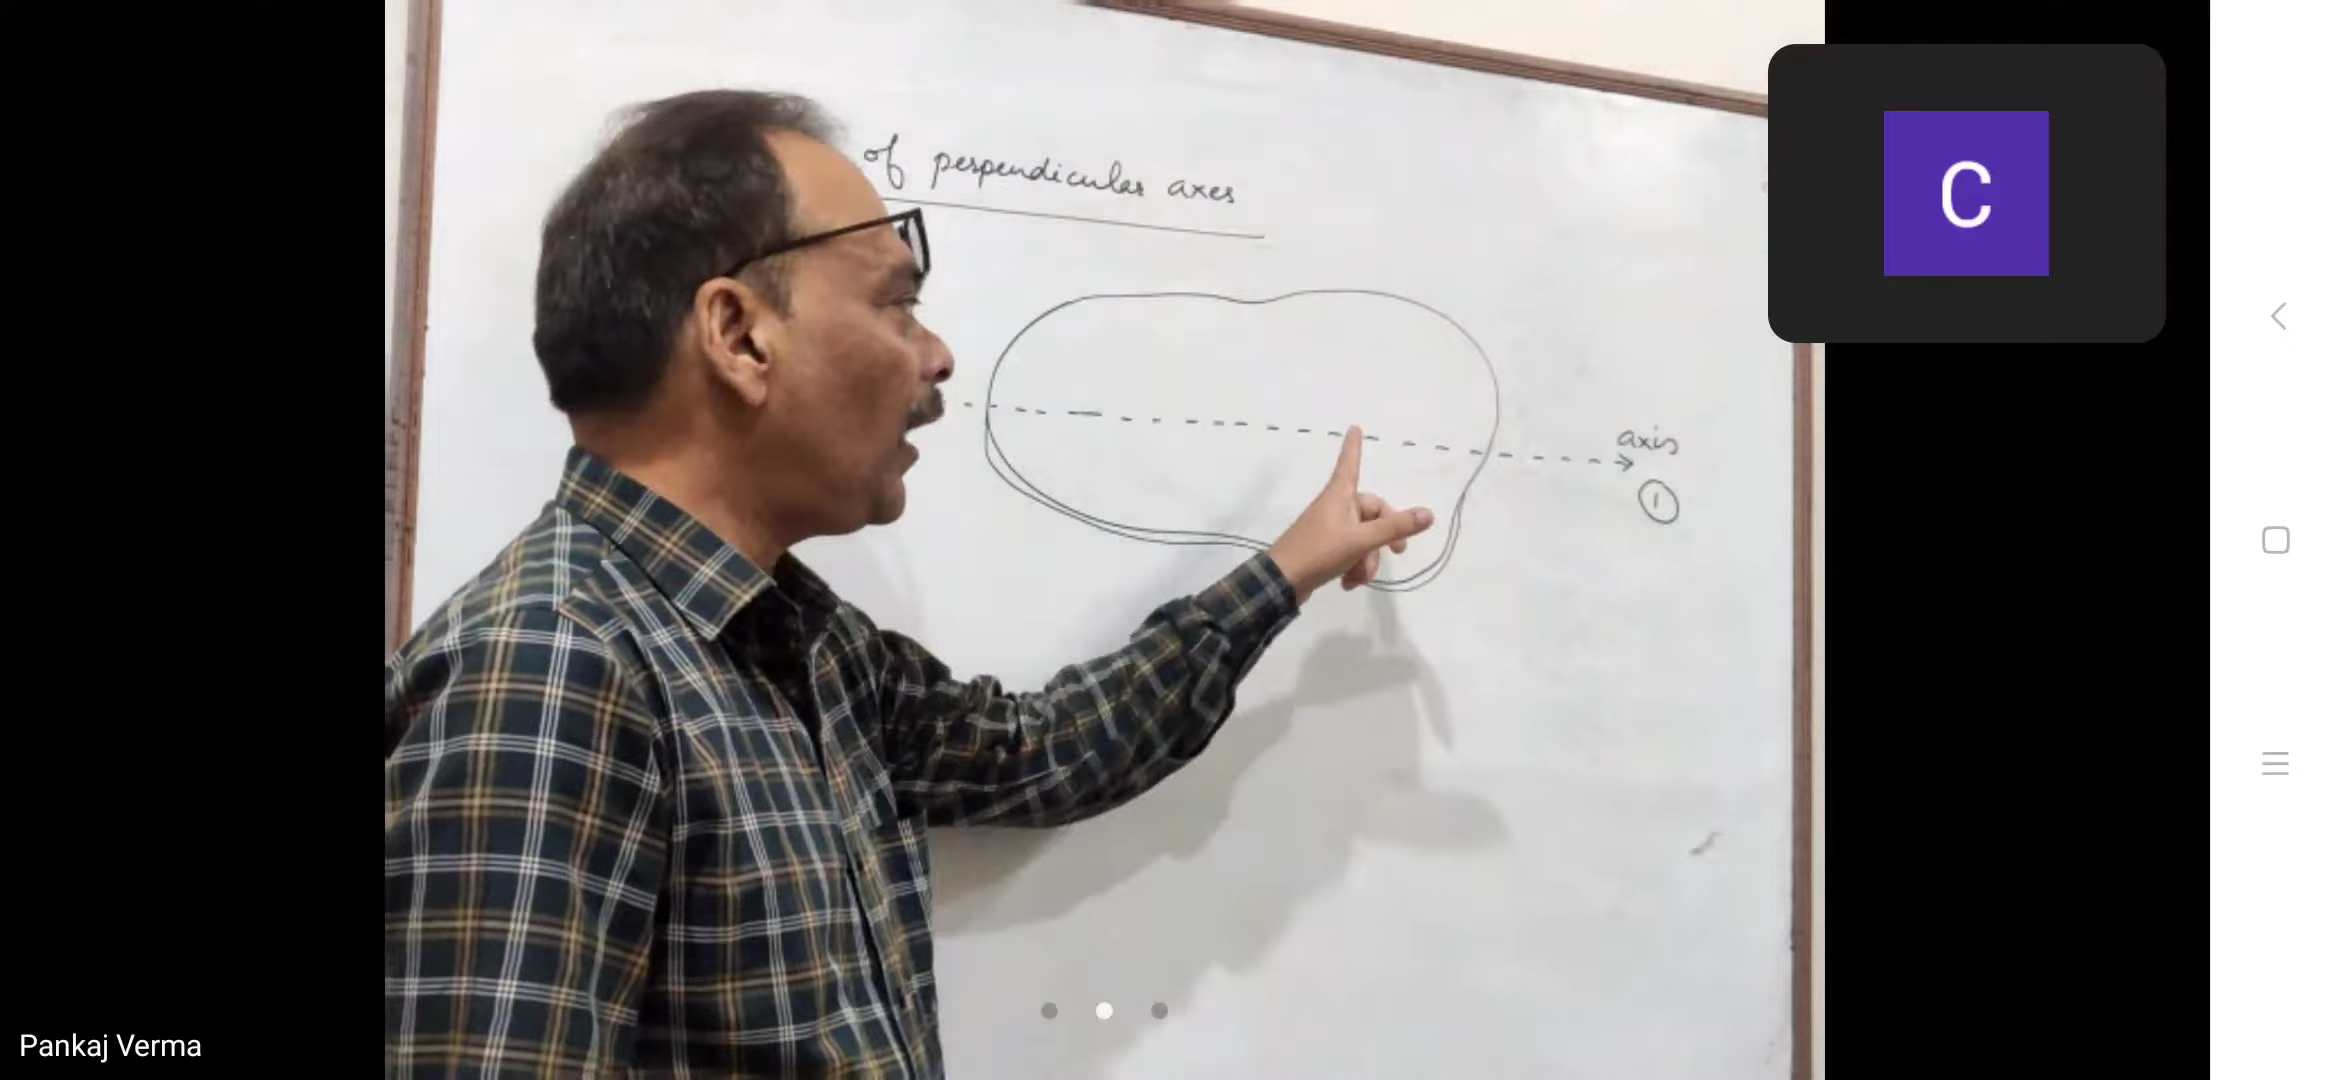 of perpendicular axes
C
axis
1
Pankaj Verma